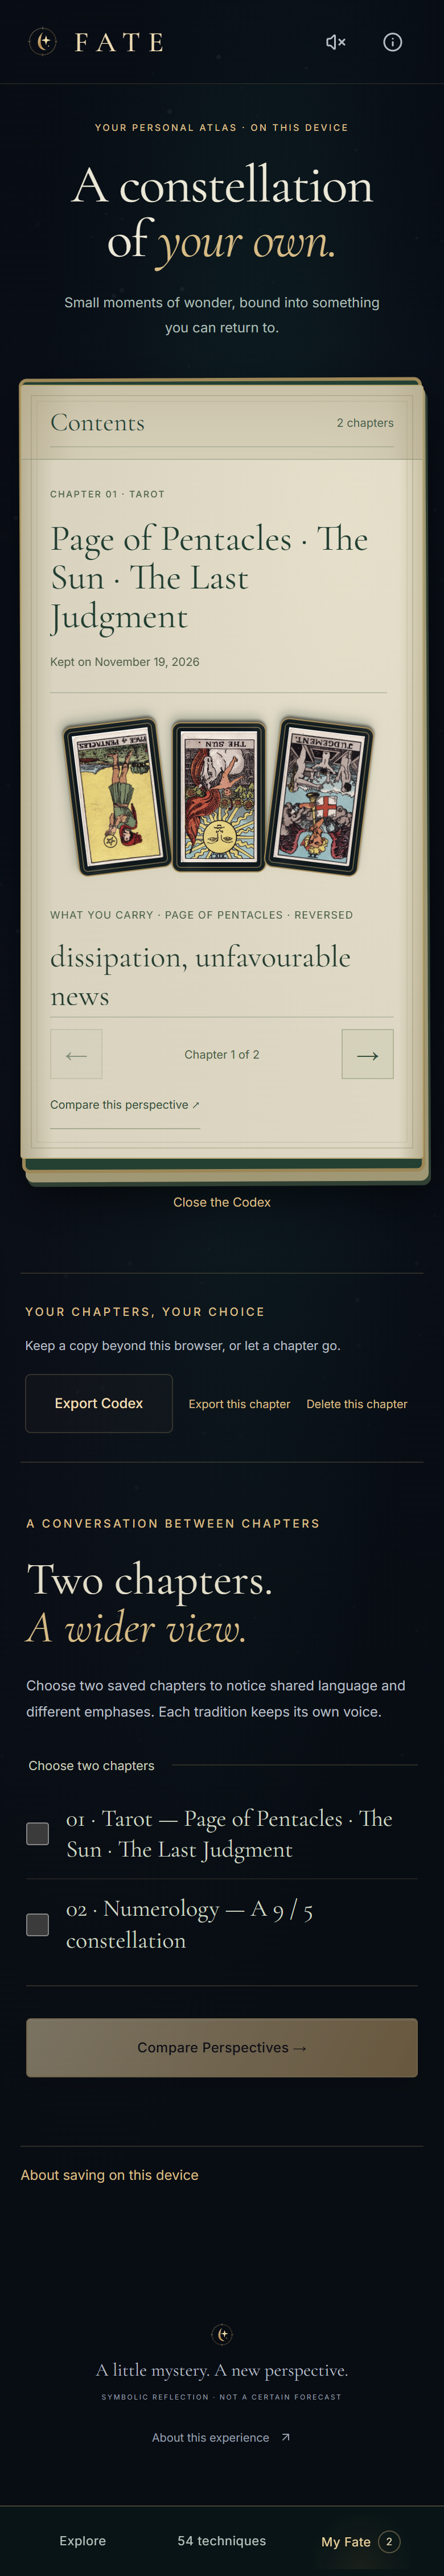 FATE
YOUR PERSONAL ATLAS · ON THIS DEVICE
A constellation
of your own.
Small moments of wonder, bound into something
you can return to.
Contents
2 chapters
CHAPTER 01 · TAROT
Page of Pentacles · The
Sun · The Last
Judgment
Kept on November 19, 2026
PAGE of PENTACLES
THE SUN
JUDGEMENT.
WHAT YOU CARRY · PAGE OF PENTACLES · REVERSED
dissipation, unfavourable
news
←
Chapter 1 of 2
→
Compare this perspective ↗
Close the Codex
YOUR CHAPTERS, YOUR CHOICE
Keep a copy beyond this browser, or let a chapter go.
Export Codex
Export this chapter
Delete this chapter
A CONVERSATION BETWEEN CHAPTERS
Two chapters.
A wider view.
Choose two saved chapters to notice shared language and
different emphases. Each tradition keeps its own voice.
Choose two chapters
01 · Tarot — Page of Pentacles · The
Sun · The Last Judgment
02 · Numerology — A 9 / 5
constellation
Compare Perspectives →
About saving on this device
A little mystery. A new perspective.
SYMBOLIC REFLECTION · NOT A CERTAIN FORECAST
About this experience ↗
Explore
54 techniques
My Fate 2